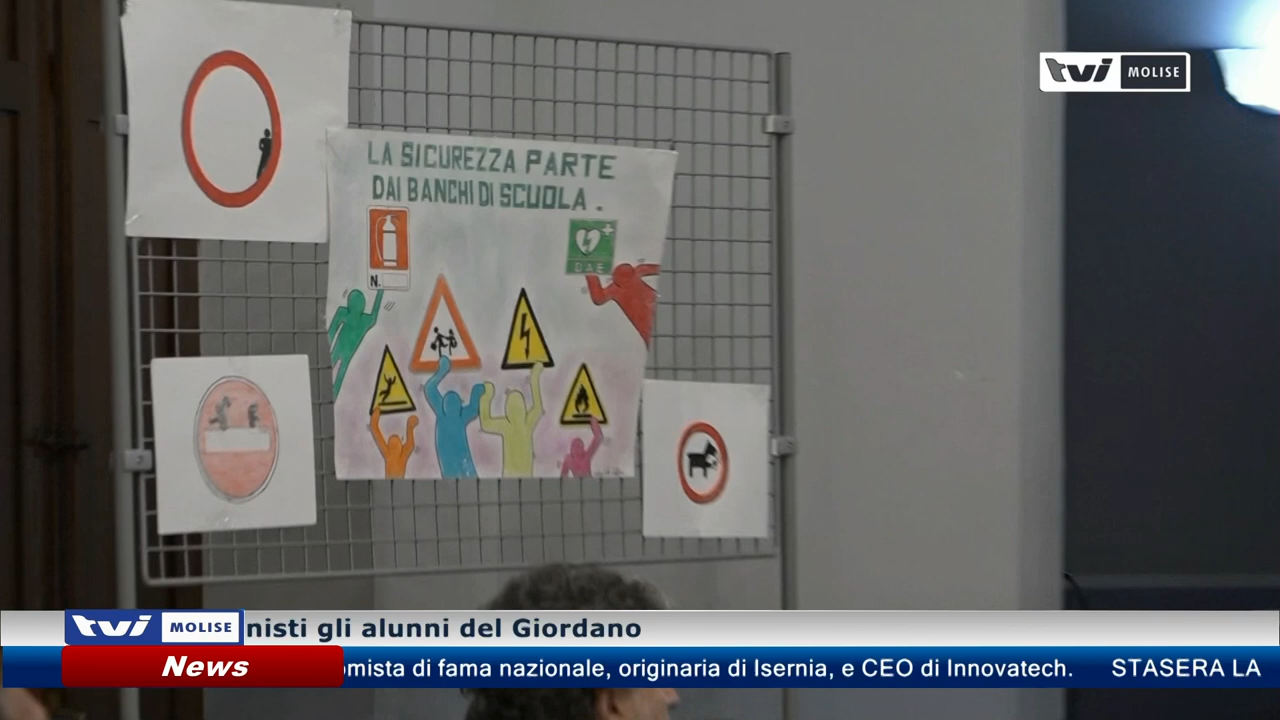 tvi MOLISE
LA SICUREZZA PARTE
DAI BANCHI DI SCUOLA.
N.
DAE
tvi MOLISE
nisti gli alunni del Giordano
News
omista di fama nazionale, originaria di Isernia, e CEO di Innovatech. STASERA LA